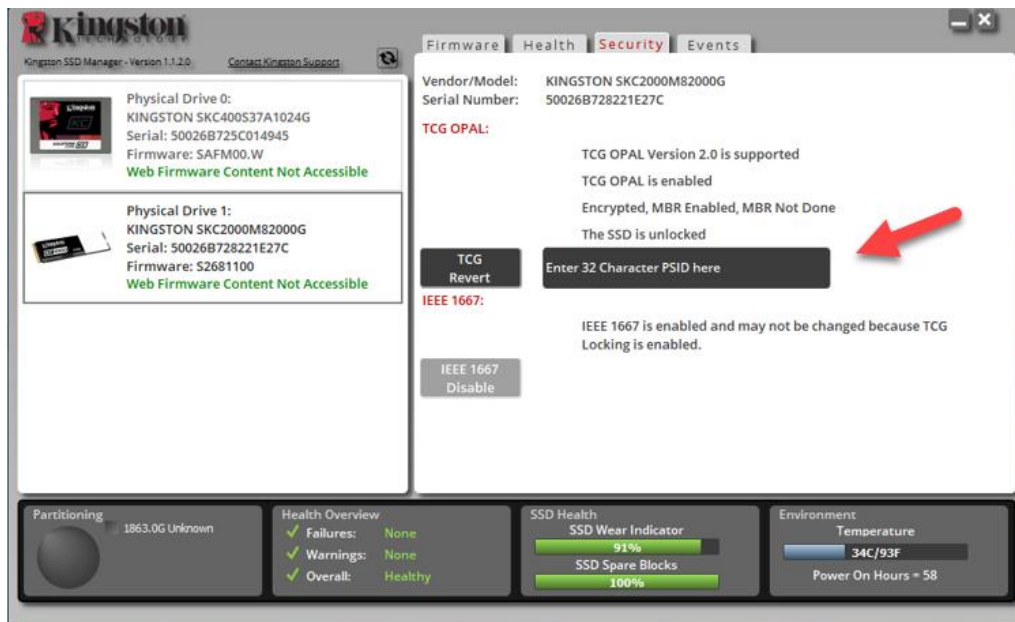 Kingston
TECHNOLOGY
Kingston SSD Manager - Version 1.1.2.0 Contact Kingston Support
Firmware Health Security Events
Physical Drive 0:
KINGSTON SKC400S37A1024G
Serial: 50026B725C014945
Firmware: SAFM00.W
Web Firmware Content Not Accessible
Physical Drive 1:
KINGSTON SKC2000M82000G
Serial: 50026B728221E27C
Firmware: S2681100
Web Firmware Content Not Accessible
Vendor/Model: KINGSTON SKC2000M82000G
Serial Number: 50026B728221E27C
TCG OPAL:
TCG OPAL Version 2.0 is supported
TCG OPAL is enabled
Encrypted, MBR Enabled, MBR Not Done
The SSD is unlocked
TCG
Revert
Enter 32 Character PSID here
IEEE 1667:
IEEE 1667 is enabled and may not be changed because TCG
Locking is enabled.
IEEE 1667
Disable
Partitioning
1863.0G Unknown
Health Overview
Failures: None
Warnings: None
Overall: Healthy
SSD Health
SSD Wear Indicator
91%
SSD Spare Blocks
100%
Environment
Temperature
34C/93F
Power On Hours = 58